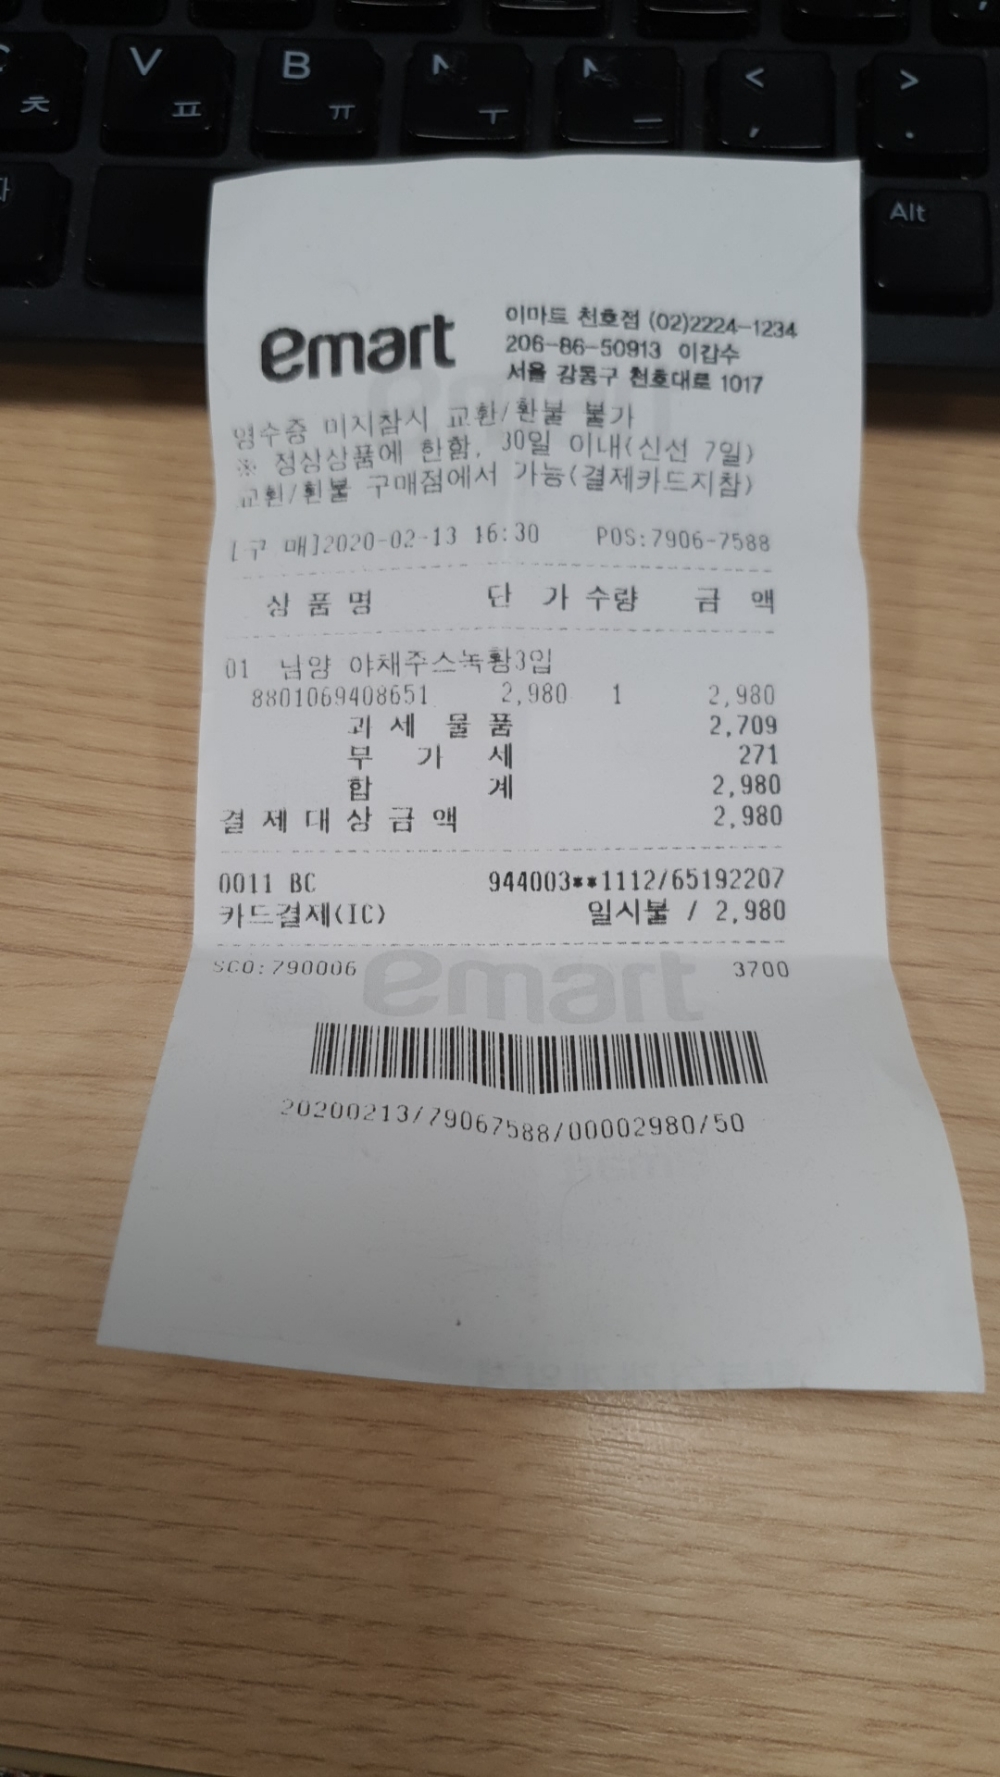 V ㅍ
B ㅠ
ㅜ
ㅡ
< ,
> .
ㅊ
Alt
emart
이마트 천호점 (02)2224-1234
206-86-50913 이갑수
서울 강동구 천호대로 1017
영수증 미지참시 교환/환불 불가
※ 정상상품에 한함, 30일 이내(신선 7일)
교환/환불 구매점에서 가능(결제카드지참)
[구 매]2020-02-13 16:30 POS:7906-7588
상 품 명 단 가 수량 금 액
01 남양 야채주스녹황3입
8801069408651 2,980 1 2,980
과 세 물 품 2,709
부 가 세 271
합 계 2,980
결 제 대 상 금 액 2,980
0011 BC 944003**1112/65192207
카드결제(IC) 일시불 / 2,980
SCO:790006 3700
emart
20200213/79067588/00002980/50